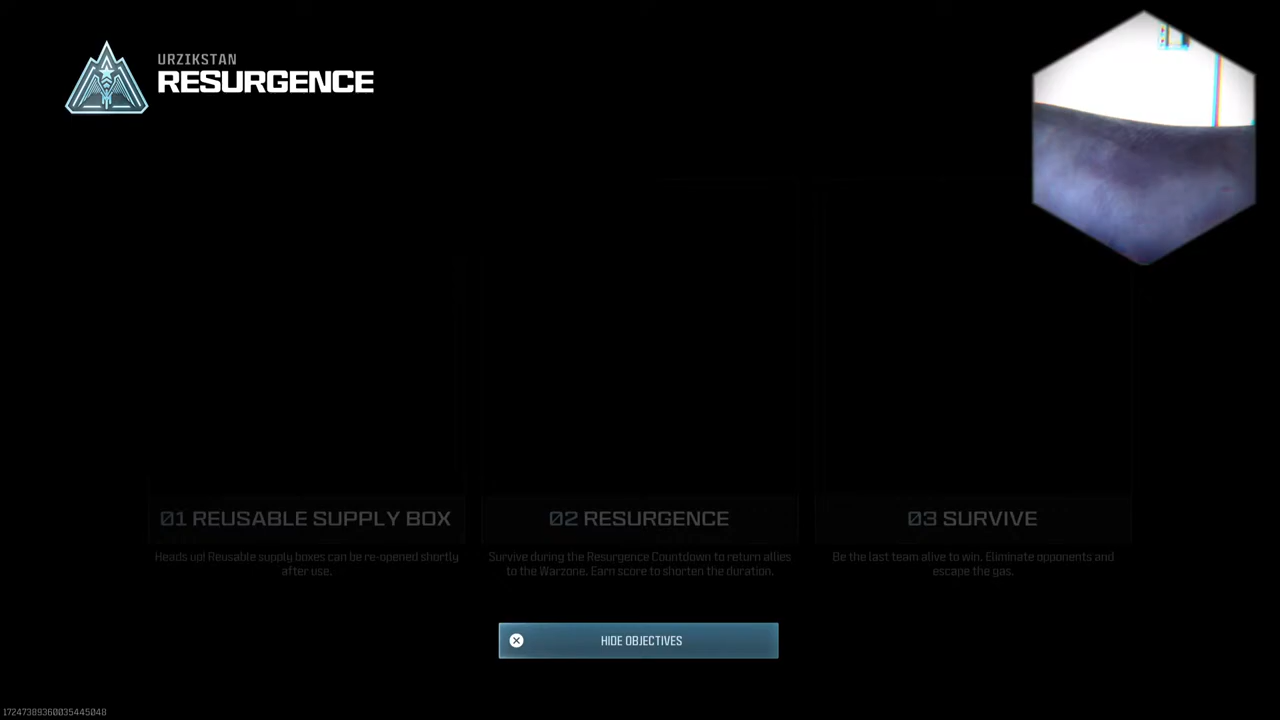 URZIKSTAN
RESURGENCE
01 REUSABLE SUPPLY BOX
Heads up! Reusable supply boxes can be re-opened shortly
after use.
02 RESURGENCE
Survive during the Resurgence Countdown to return allies
to the Warzone. Earn score to shorten the duration.
03 SURVIVE
Be the last team alive to win. Eliminate opponents and
escape the gas.
HIDE OBJECTIVES
17247389360035445048